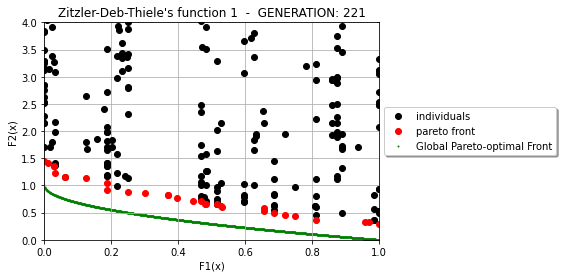 Zitzler-Deb-Thiele's function 1 - GENERATION: 221
4.0
3.5
3.0
2.5
2.0
1.5
1.0
0.5
0.0
F2(x)
0.0 0.2 0.4 0.6 0.8 1.0
F1(x)
individuals
pareto front
Global Pareto-optimal Front